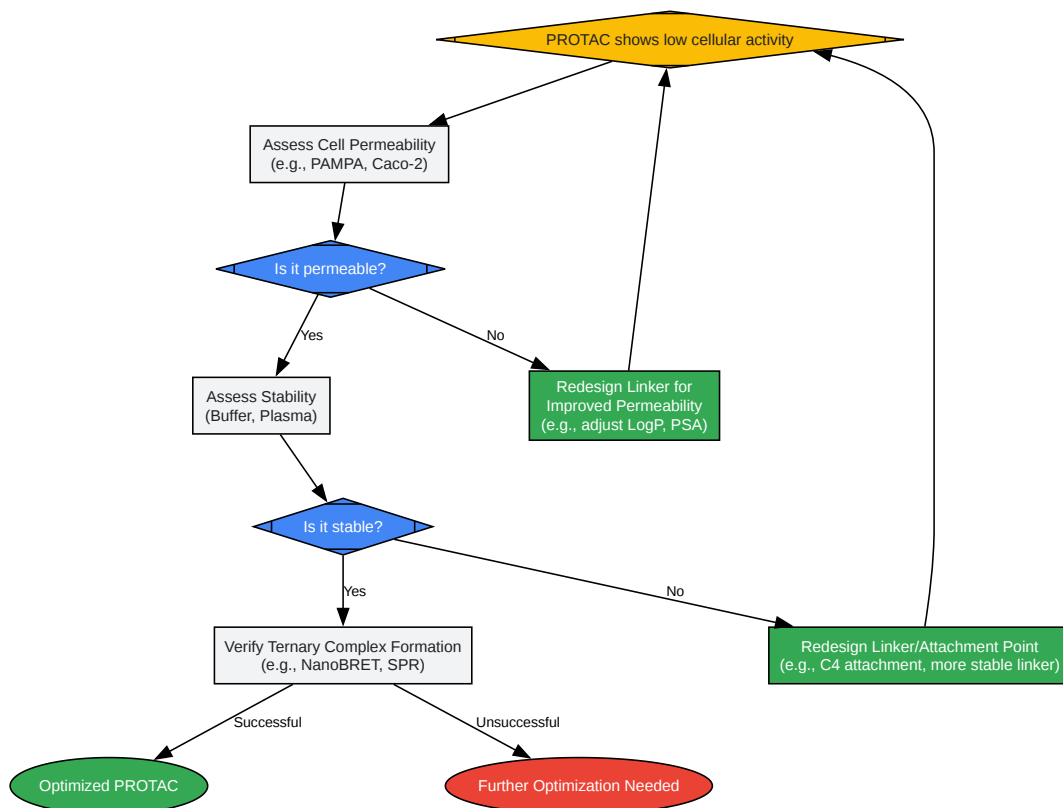 PROTAC shows low cellular activity
Assess Cell Permeability
(e.g., PAMPA, Caco-2)
Is it permeable?
Yes
No
Assess Stability
(Buffer, Plasma)
Redesign Linker for
Improved Permeability
(e.g., adjust LogP, PSA)
Is it stable?
Yes
No
Verify Ternary Complex Formation
(e.g., NanoBRET, SPR)
Redesign Linker/Attachment Point
(e.g., C4 attachment, more stable linker)
Successful
Unsuccessful
Optimized PROTAC
Further Optimization Needed